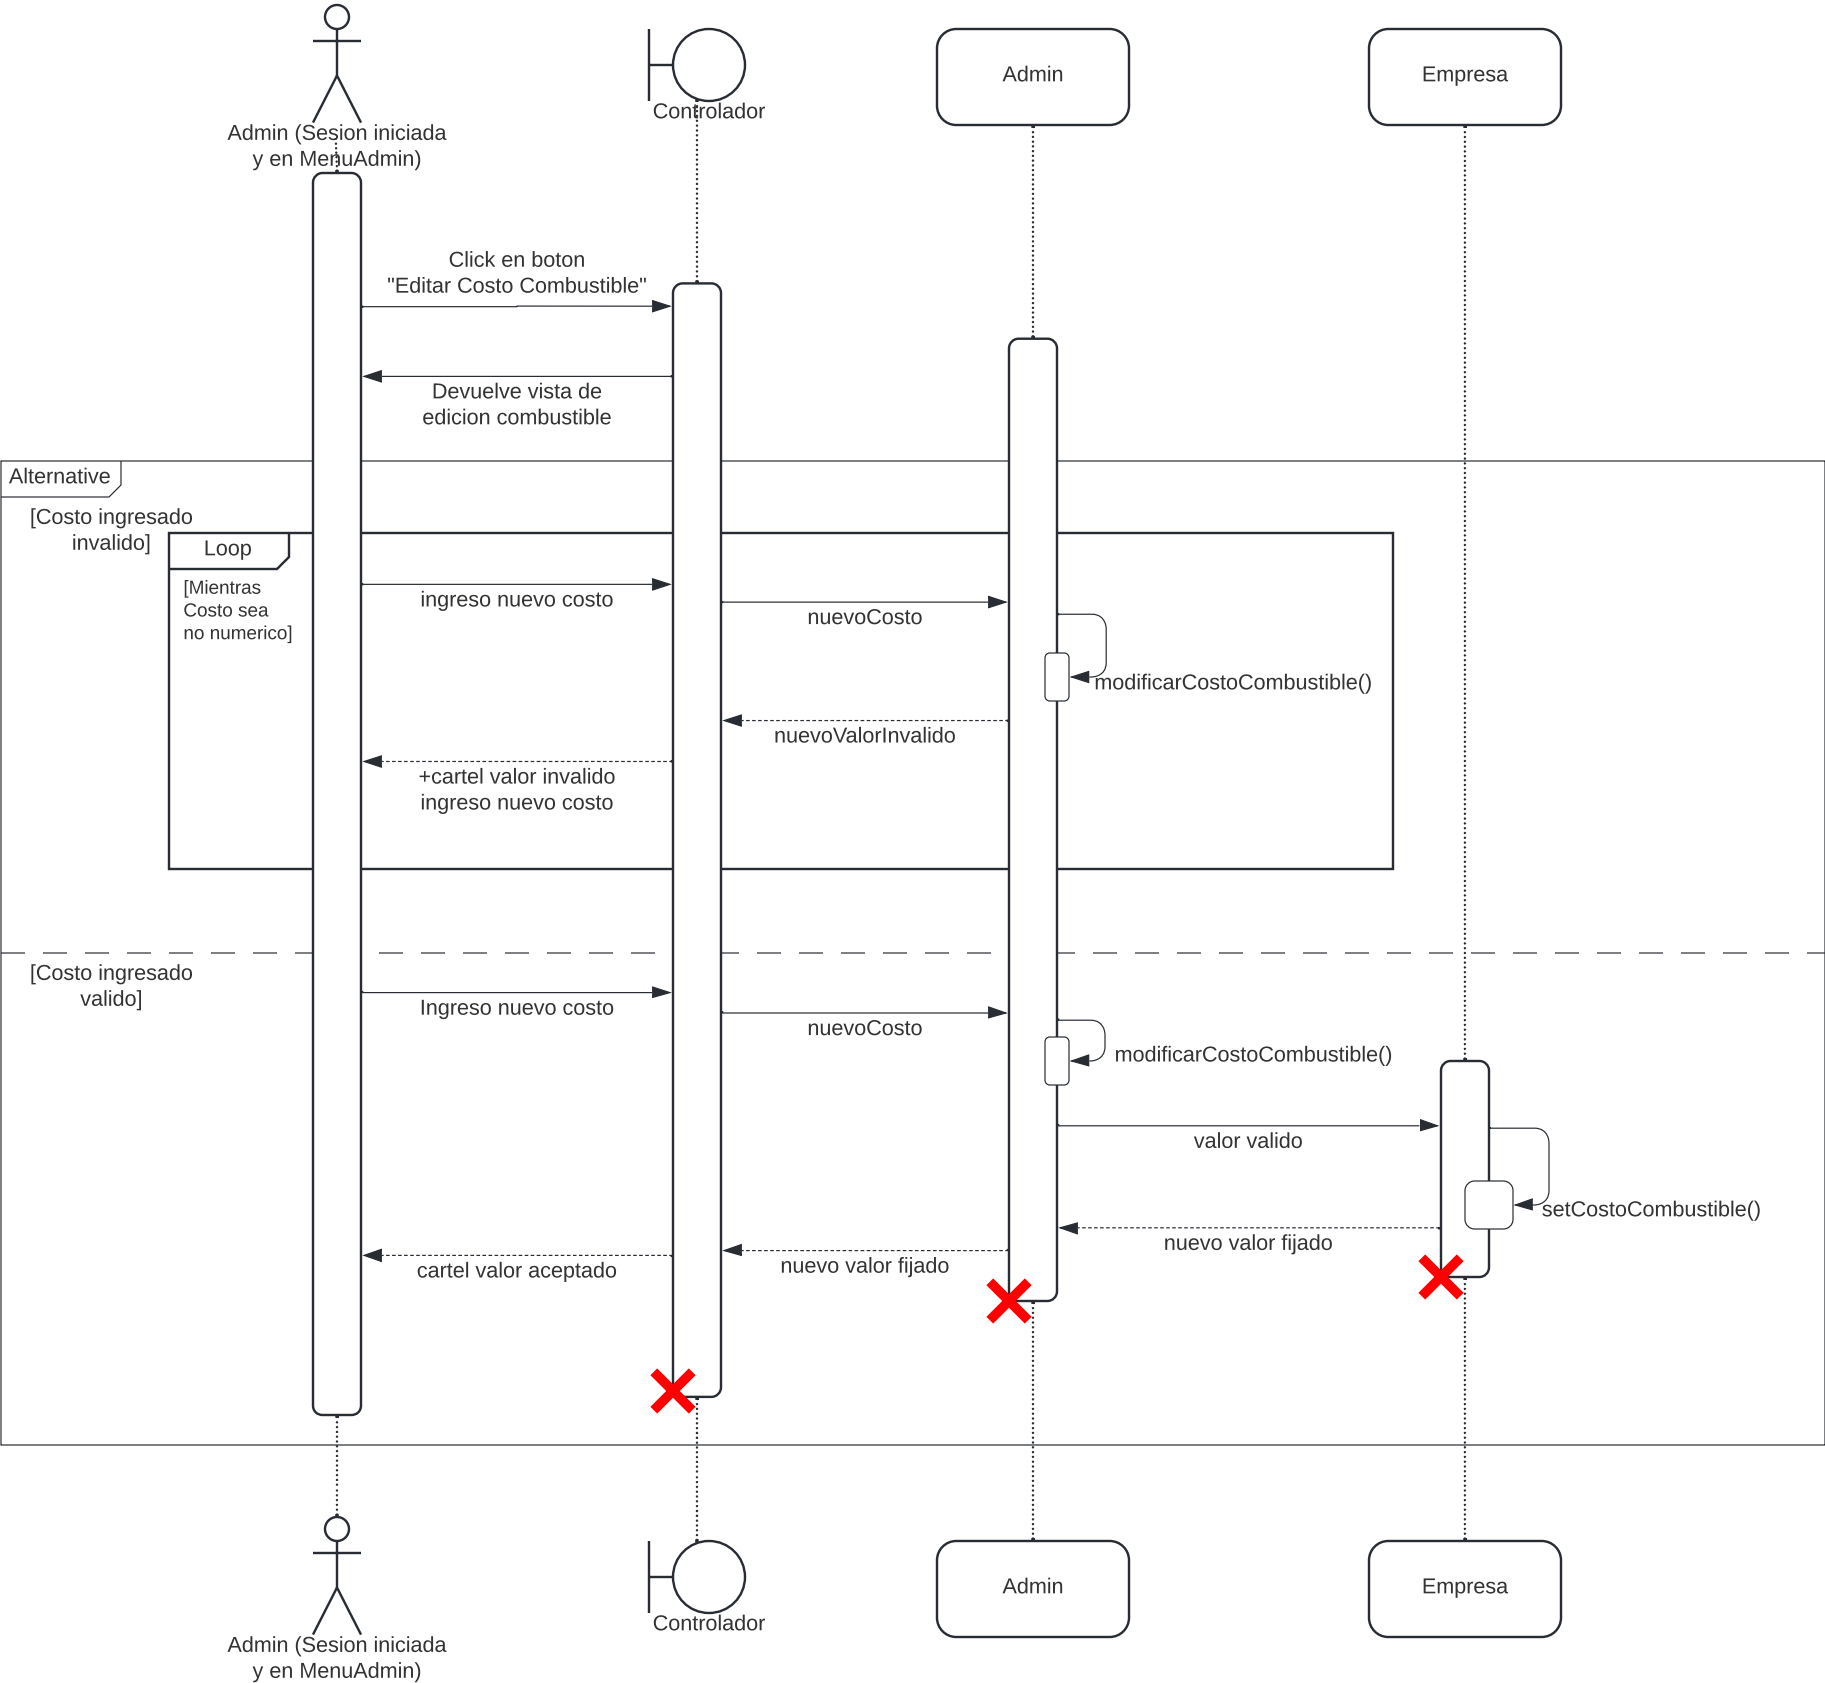 Admin (Sesion iniciada
y en MenuAdmin)
Controlador
Admin
Empresa
Click en boton
"Editar Costo Combustible"
Devuelve vista de
edicion combustible
Alternative
[Costo ingresado
invalido]
Loop
[Mientras
Costo sea
no numerico]
ingreso nuevo costo
nuevoCosto
modificarCostoCombustible()
nuevoValorInvalido
+cartel valor invalido
ingreso nuevo costo
[Costo ingresado
valido]
Ingreso nuevo costo
nuevoCosto
modificarCostoCombustible()
valor valido
setCostoCombustible()
nuevo valor fijado
nuevo valor fijado
cartel valor aceptado
Admin (Sesion iniciada
y en MenuAdmin)
Controlador
Admin
Empresa